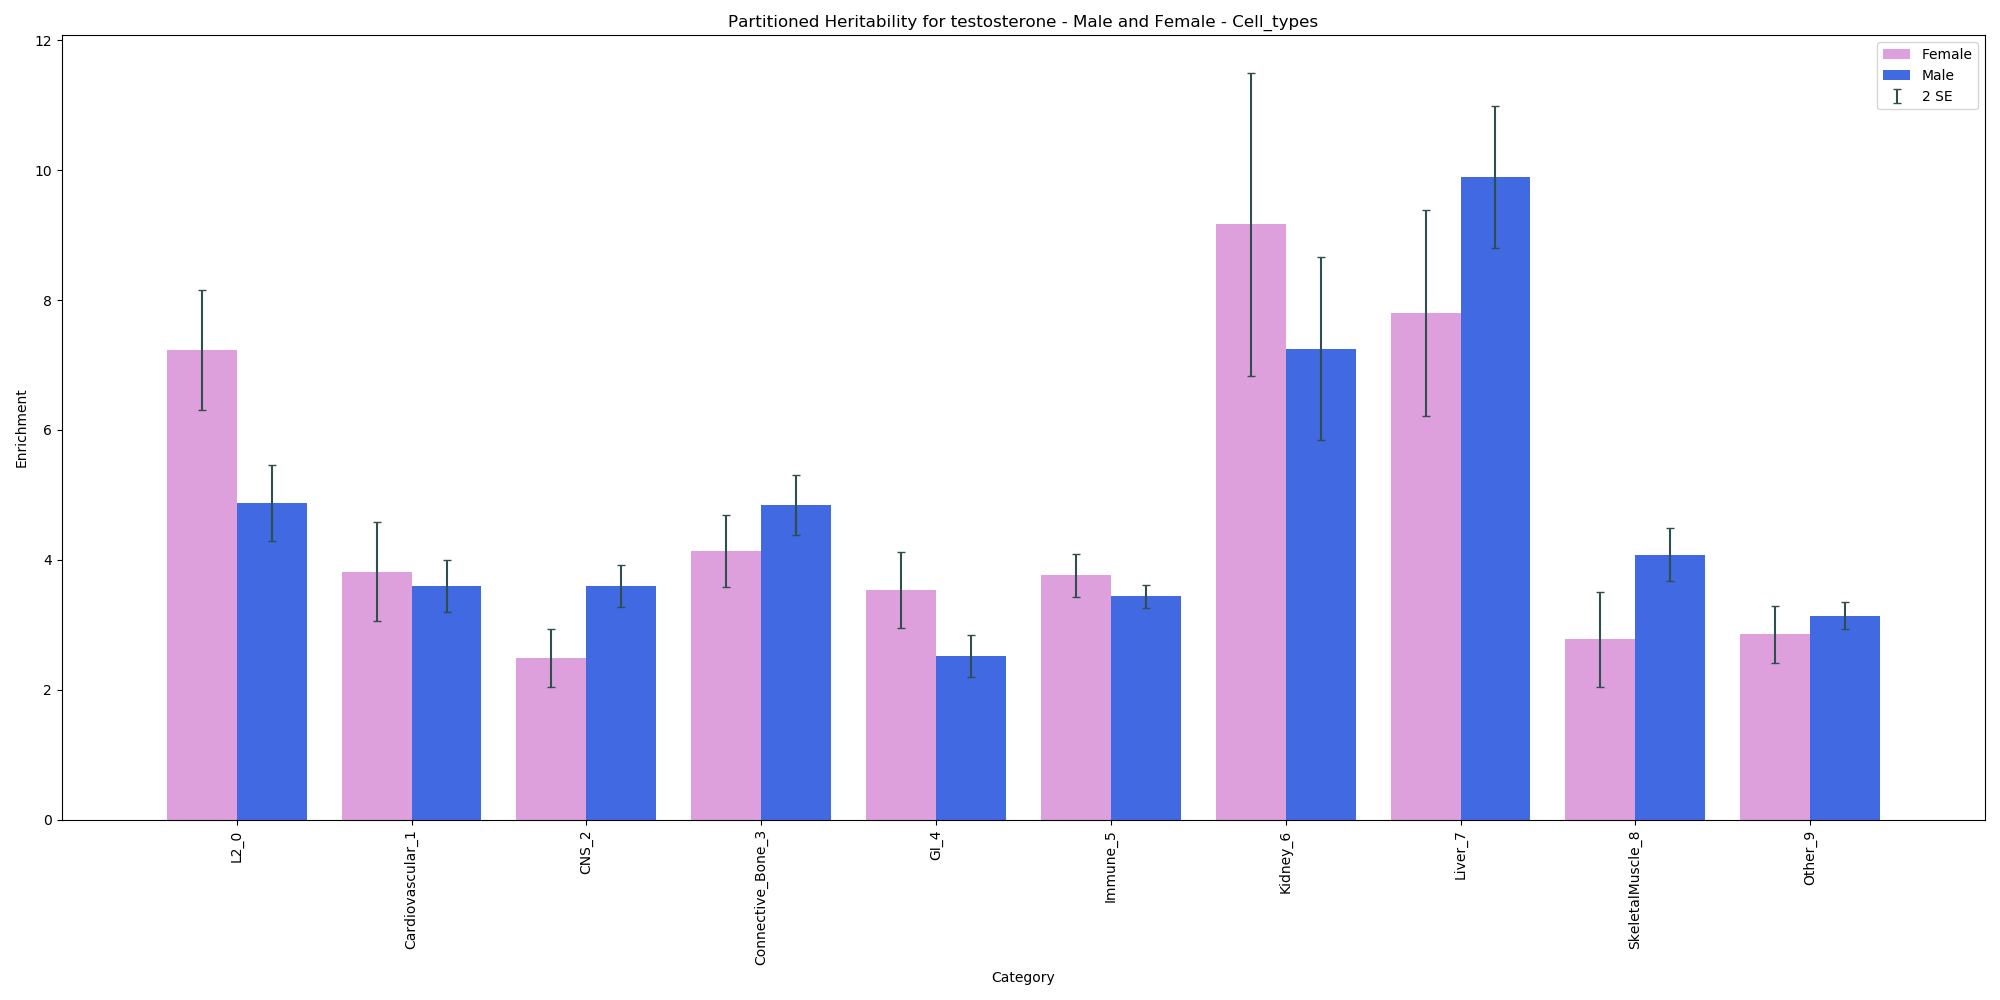 Partitioned Heritability for testosterone - Male and Female - Cell_types
Female
Male
2 SE
Enrichment
12
10
8
6
4
2
0
L2_0
Cardiovascular_1
CNS_2
Connective_Bone_3
GI_4
Immune_5
Kidney_6
Liver_7
SkeletalMuscle_8
Other_9
Category